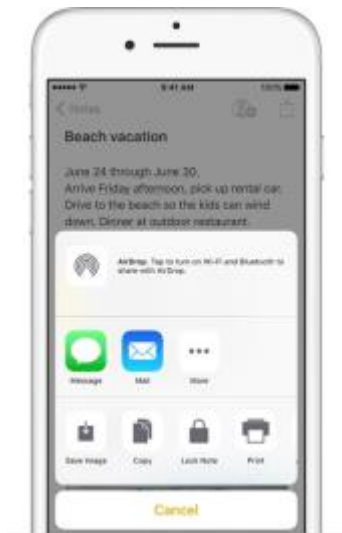 9:41 AM 100%
Notes
Beach vacation
June 24 through June 30.
Arrive Friday afternoon, pick up rental car.
Drive to the beach so the kids can wind
down. Dinner at outdoor restaurant.
AirDrop. Tap to turn on Wi-Fi and Bluetooth to
share with AirDrop.
Message Mail More
Save Image Copy Lock Note Print
Cancel